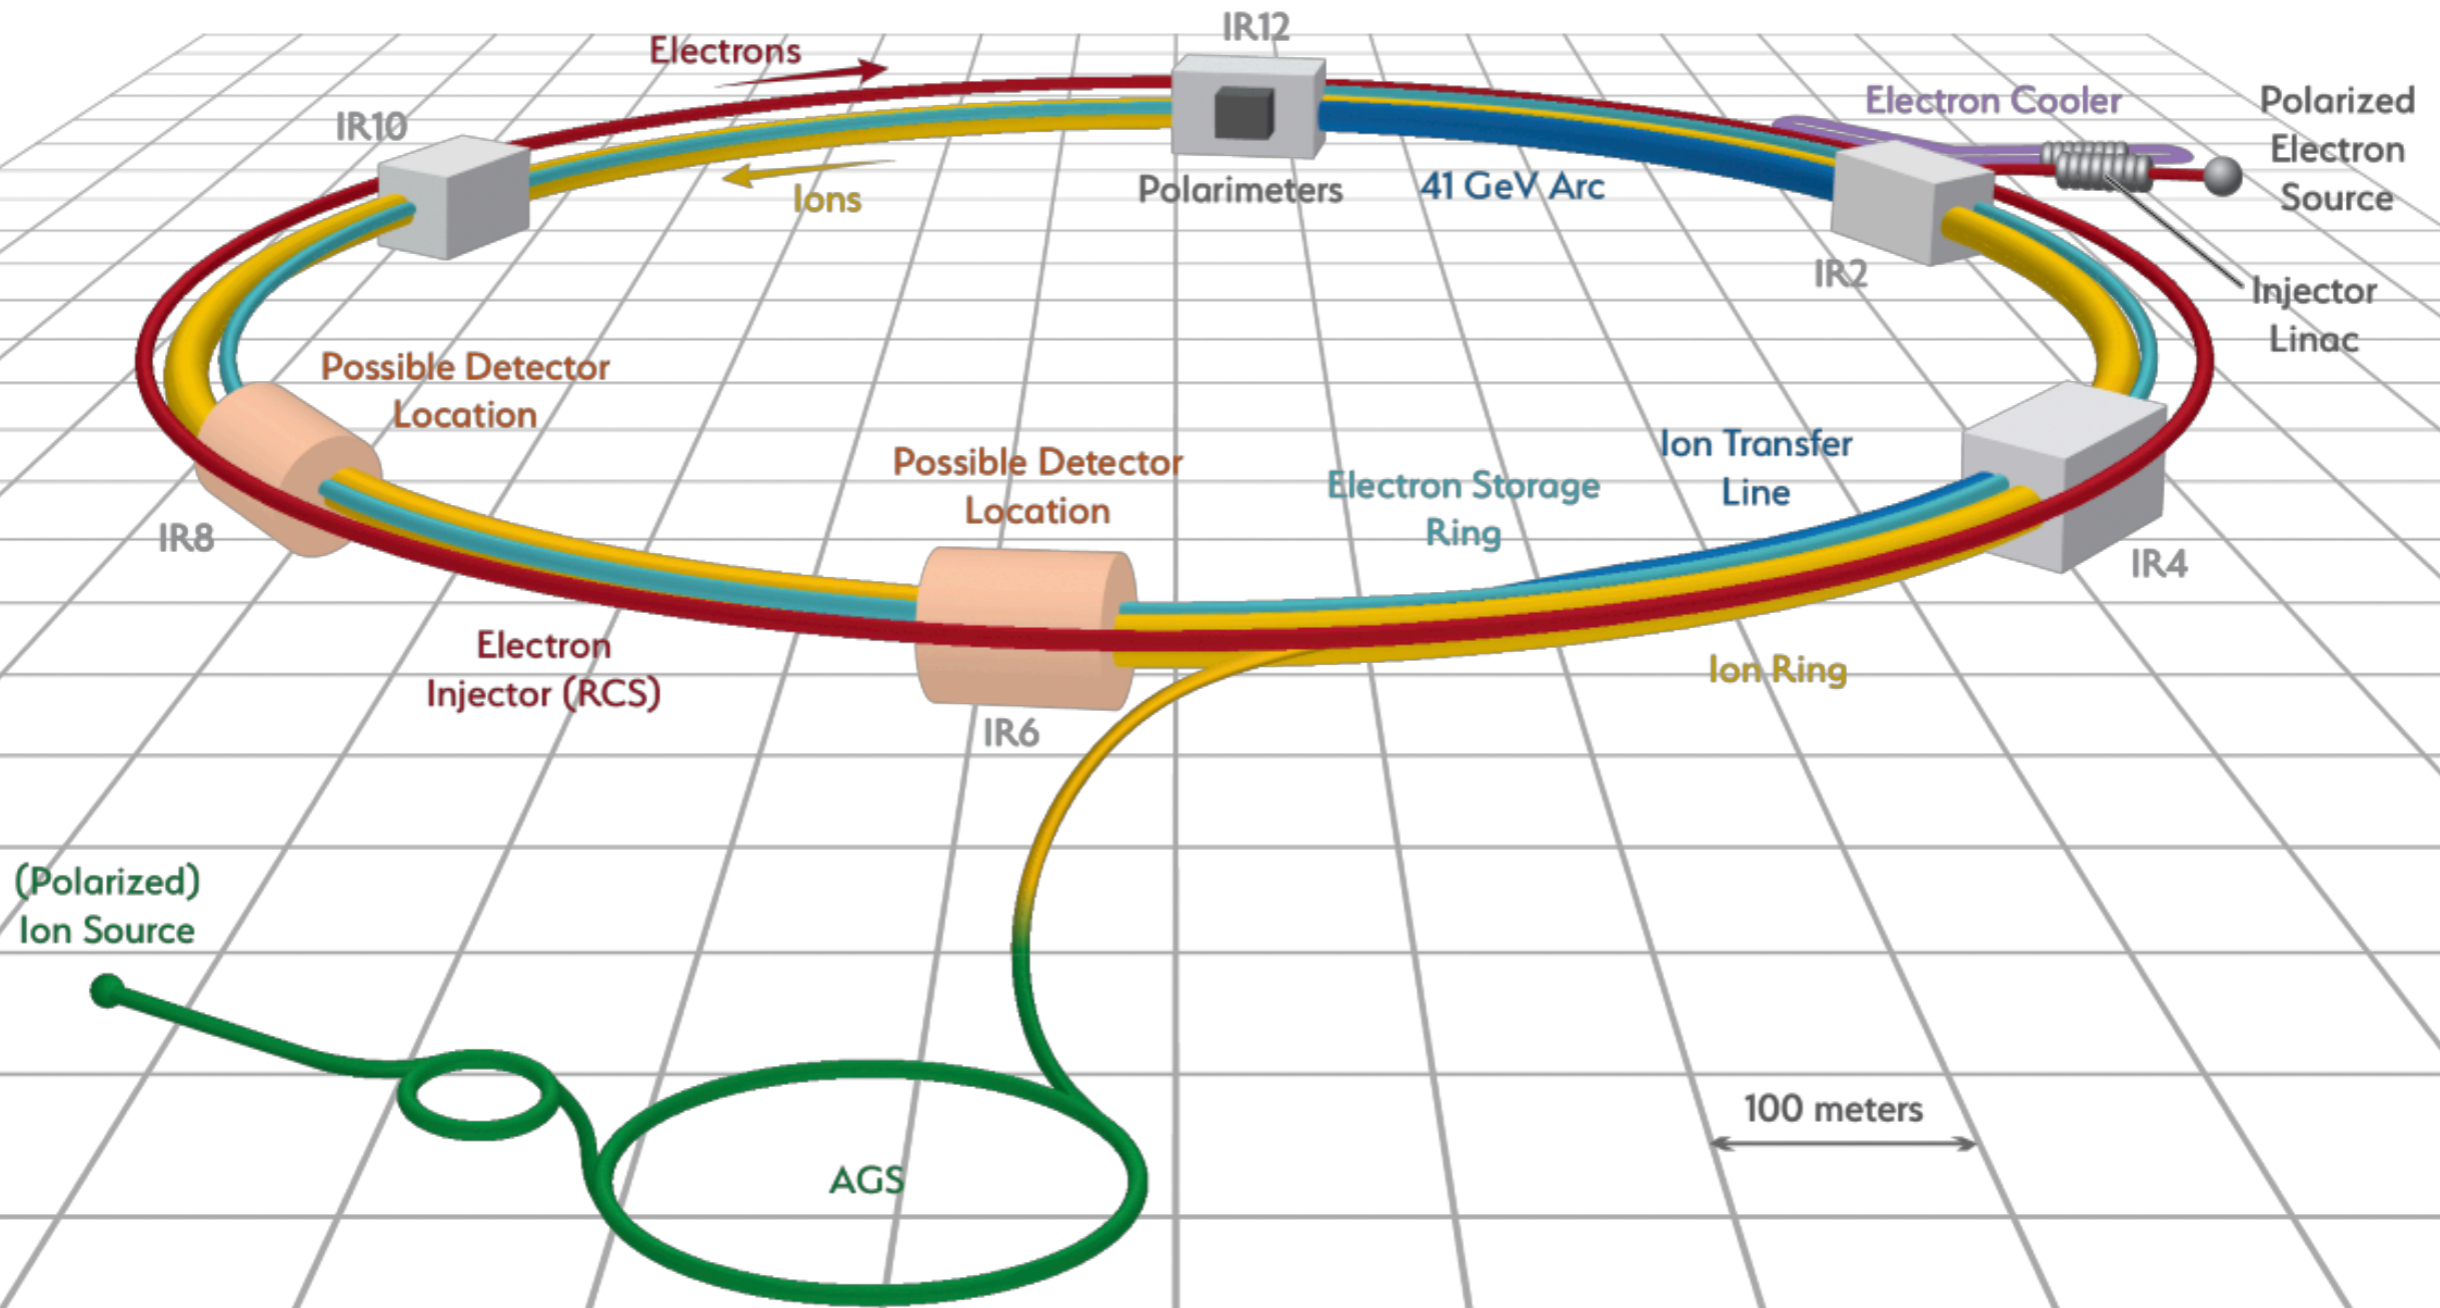 IR12
Electrons
IR10
Electron Cooler
Polarized
Electron
Source
Polarimeters
41 GeV Arc
Ions
IR2
Injector
Linac
Possible Detector
Location
Possible Detector
Location
Ion Transfer
Line
Electron Storage
Ring
IR8
IR4
Electron
Injector (RCS)
Ion Ring
IR6
(Polarized)
Ion Source
100 meters
AGS